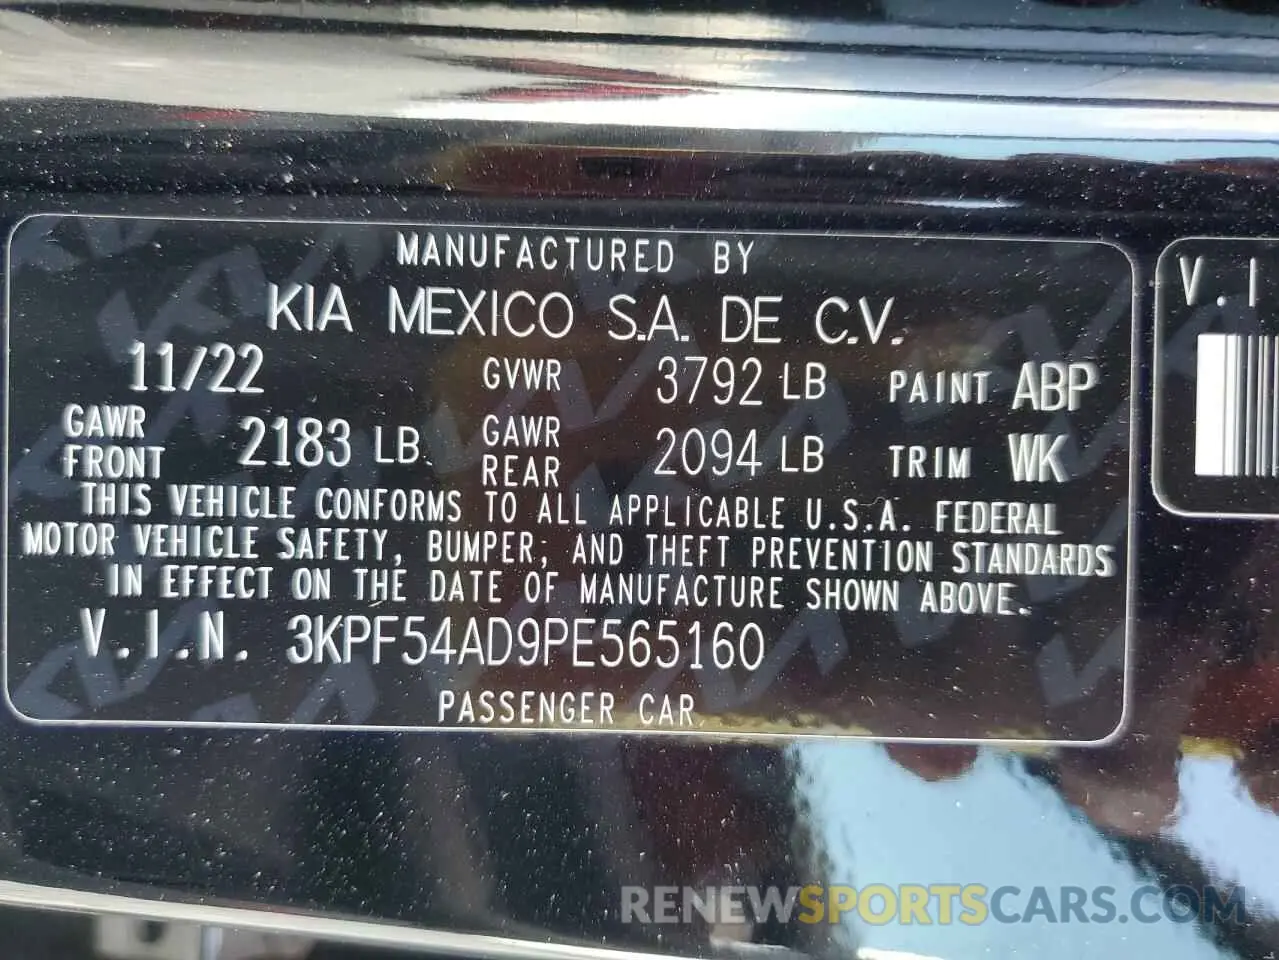 MANUFACTURED BY
KIA MEXICO S.A. DE C.V.
11/22 GVWR 3792 LB PAINT ABP
GAWR FRONT 2183 LB GAWR REAR 2094 LB TRIM WK
THIS VEHICLE CONFORMS TO ALL APPLICABLE U.S.A. FEDERAL
MOTOR VEHICLE SAFETY, BUMPER, AND THEFT PREVENTION STANDARDS
IN EFFECT ON THE DATE OF MANUFACTURE SHOWN ABOVE.
V.I.N. 3KPF54AD9PE565160
PASSENGER CAR
V.I
RENEWSPORTSCARS.COM